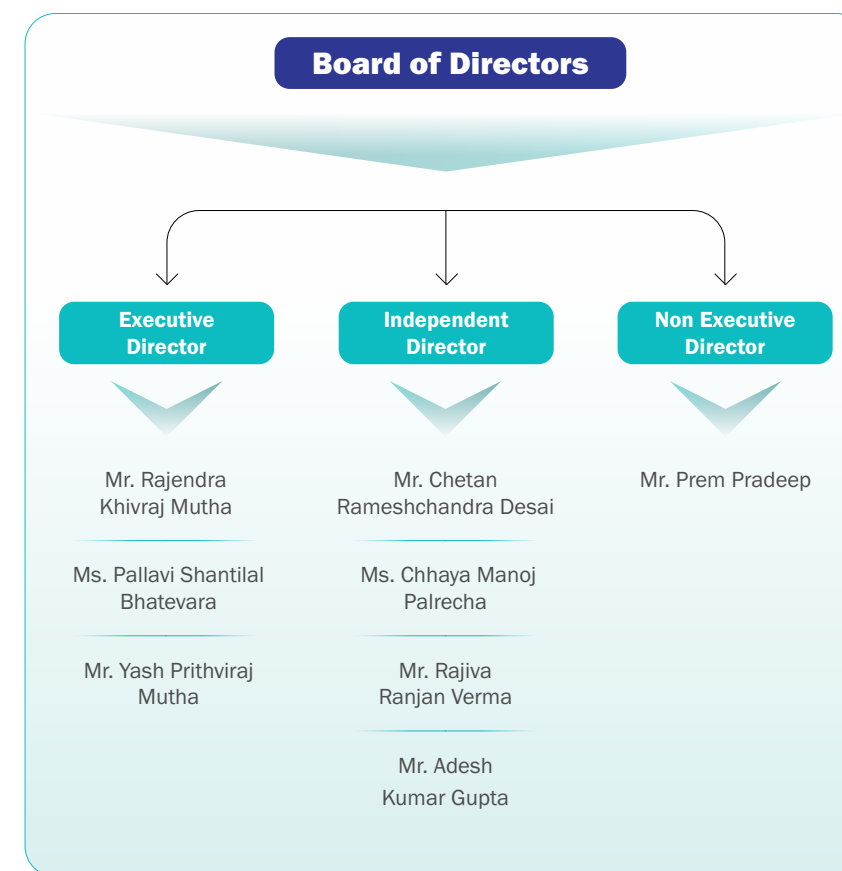 Board of Directors
Executive
Director
Mr. Rajendra
Khivraj Mutha
Ms. Pallavi Shantilal
Bhatevara
Mr. Yash Prithviraj
Mutha
Independent
Director
Mr. Chetan
Rameshchandra Desai
Ms. Chhaya Manoj
Palrecha
Mr. Rajiva
Ranjan Verma
Mr. Adesh
Kumar Gupta
Non Executive
Director
Mr. Prem Pradeep